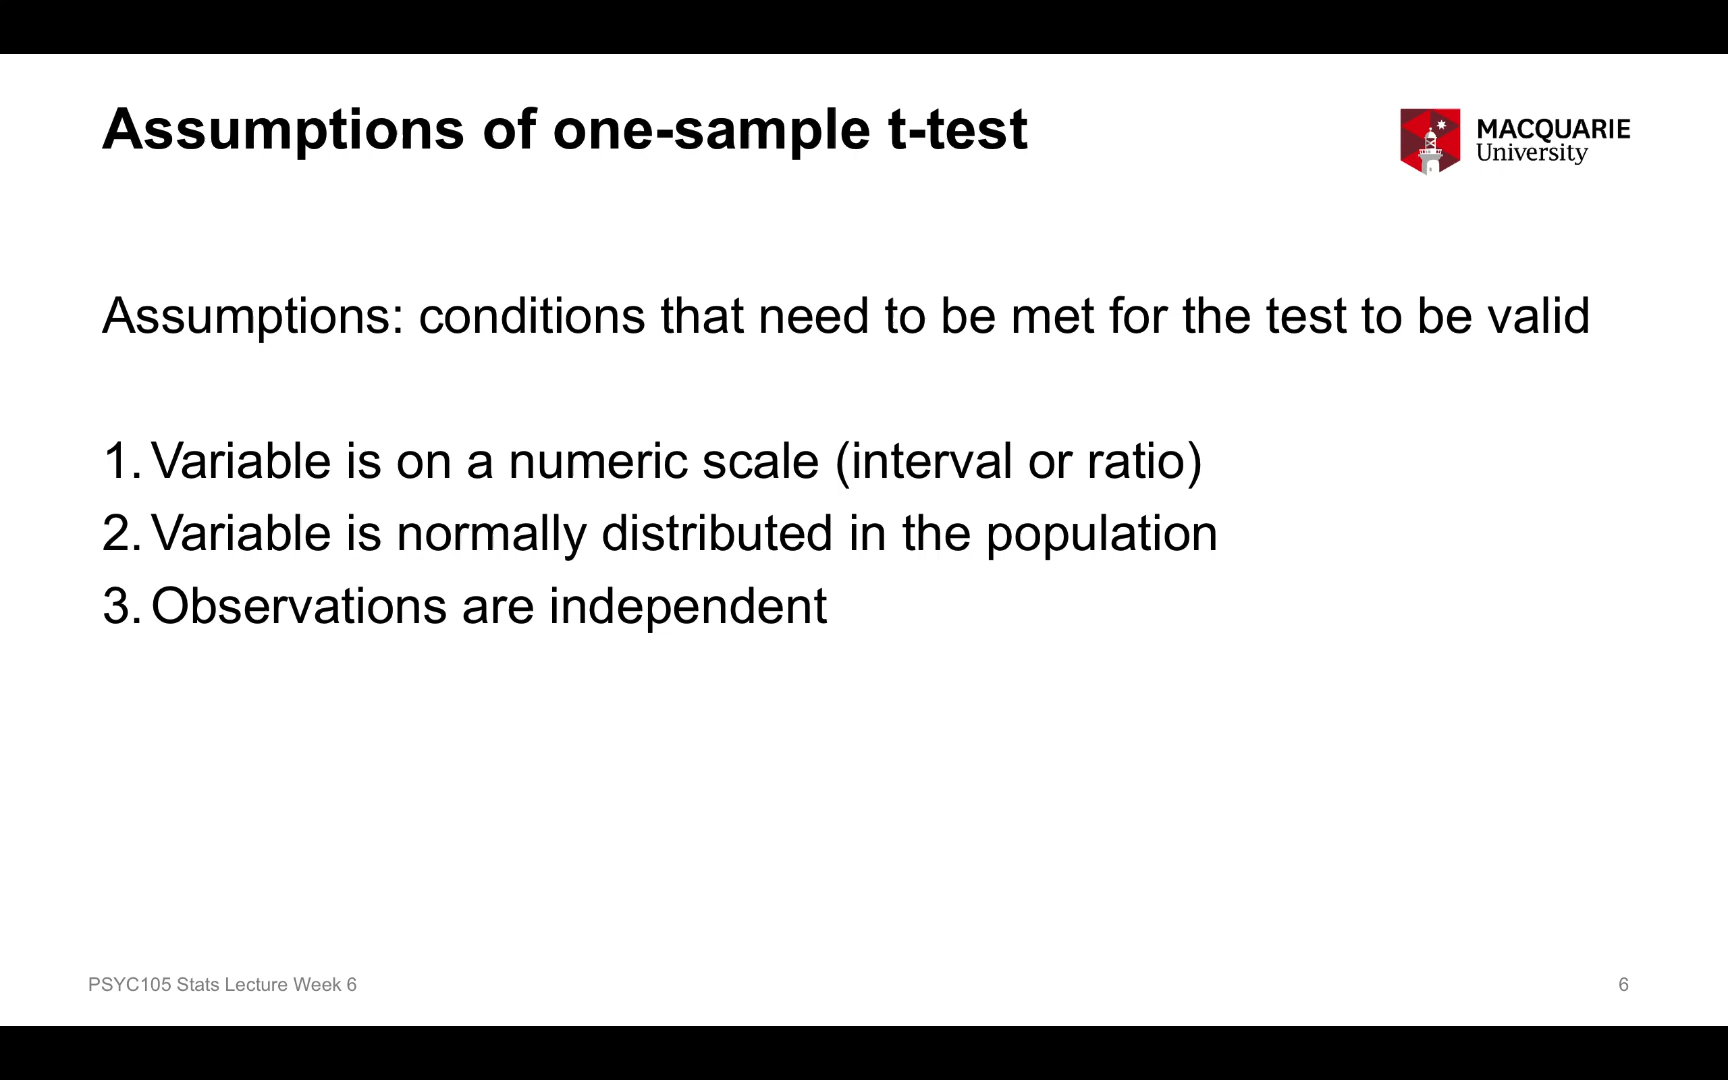 Assumptions of one-sample t-test
MACQUARIE
University
Assumptions: conditions that need to be met for the test to be valid
1. Variable is on a numeric scale (interval or ratio)
2. Variable is normally distributed in the population
3. Observations are independent
PSYC105 Stats Lecture Week 6
6